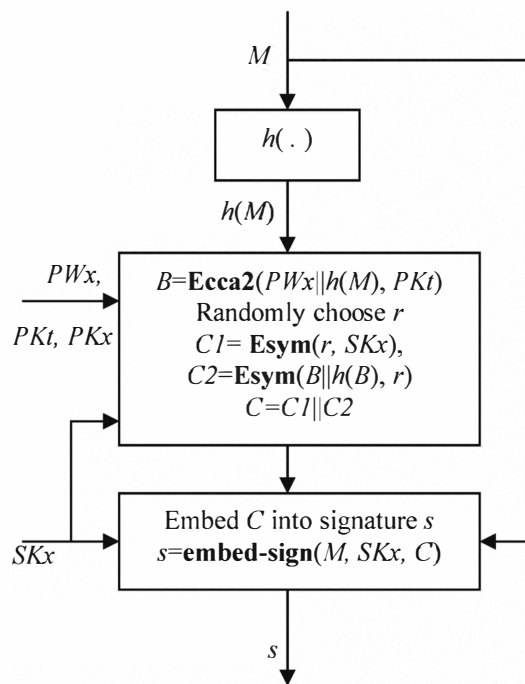 M
h( . )
h(M)
PWx,
PKt, PKx
B=Ecca2(PWx||h(M), PKt)
Randomly choose r
C1= Esym(r, SKx),
C2=Esym(B||h(B), r)
C=C1||C2
SKx
Embed C into signature s
s=embed-sign(M, SKx, C)
s